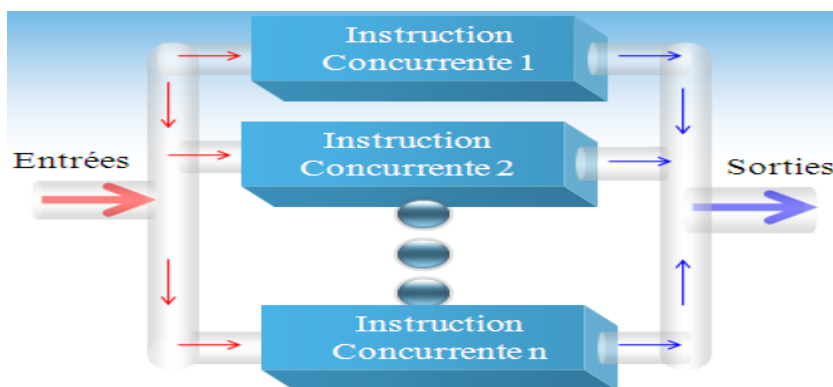 Instruction
Concurrente 1
Entrées
Instruction
Concurrente 2
Sorties
Instruction
Concurrente n